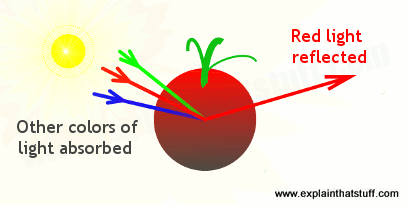 Red light
reflected
Other colors of
light absorbed
www.explainthatstuff.com